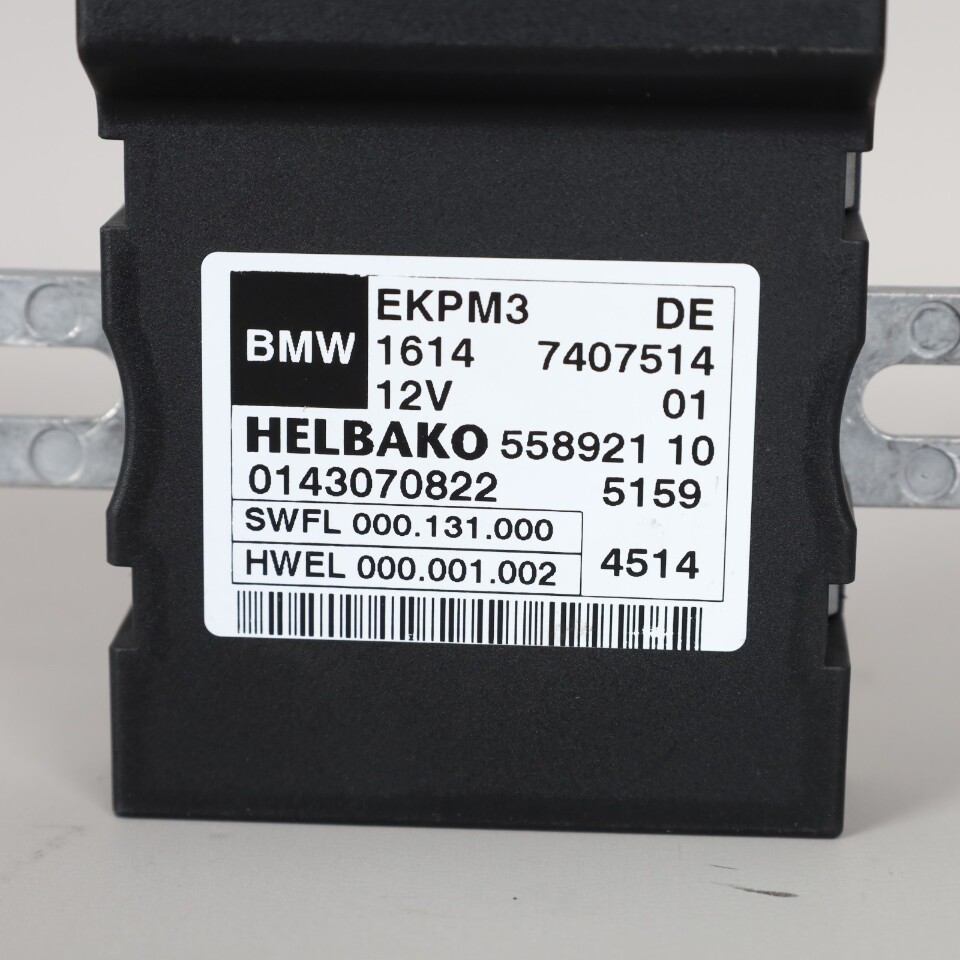 BMW
EKPM3 DE
1614 7407514
12V 01
HELBAKO 558921 10
0143070822 5159
SWFL 000.131.000
HWEL 000.001.002 4514